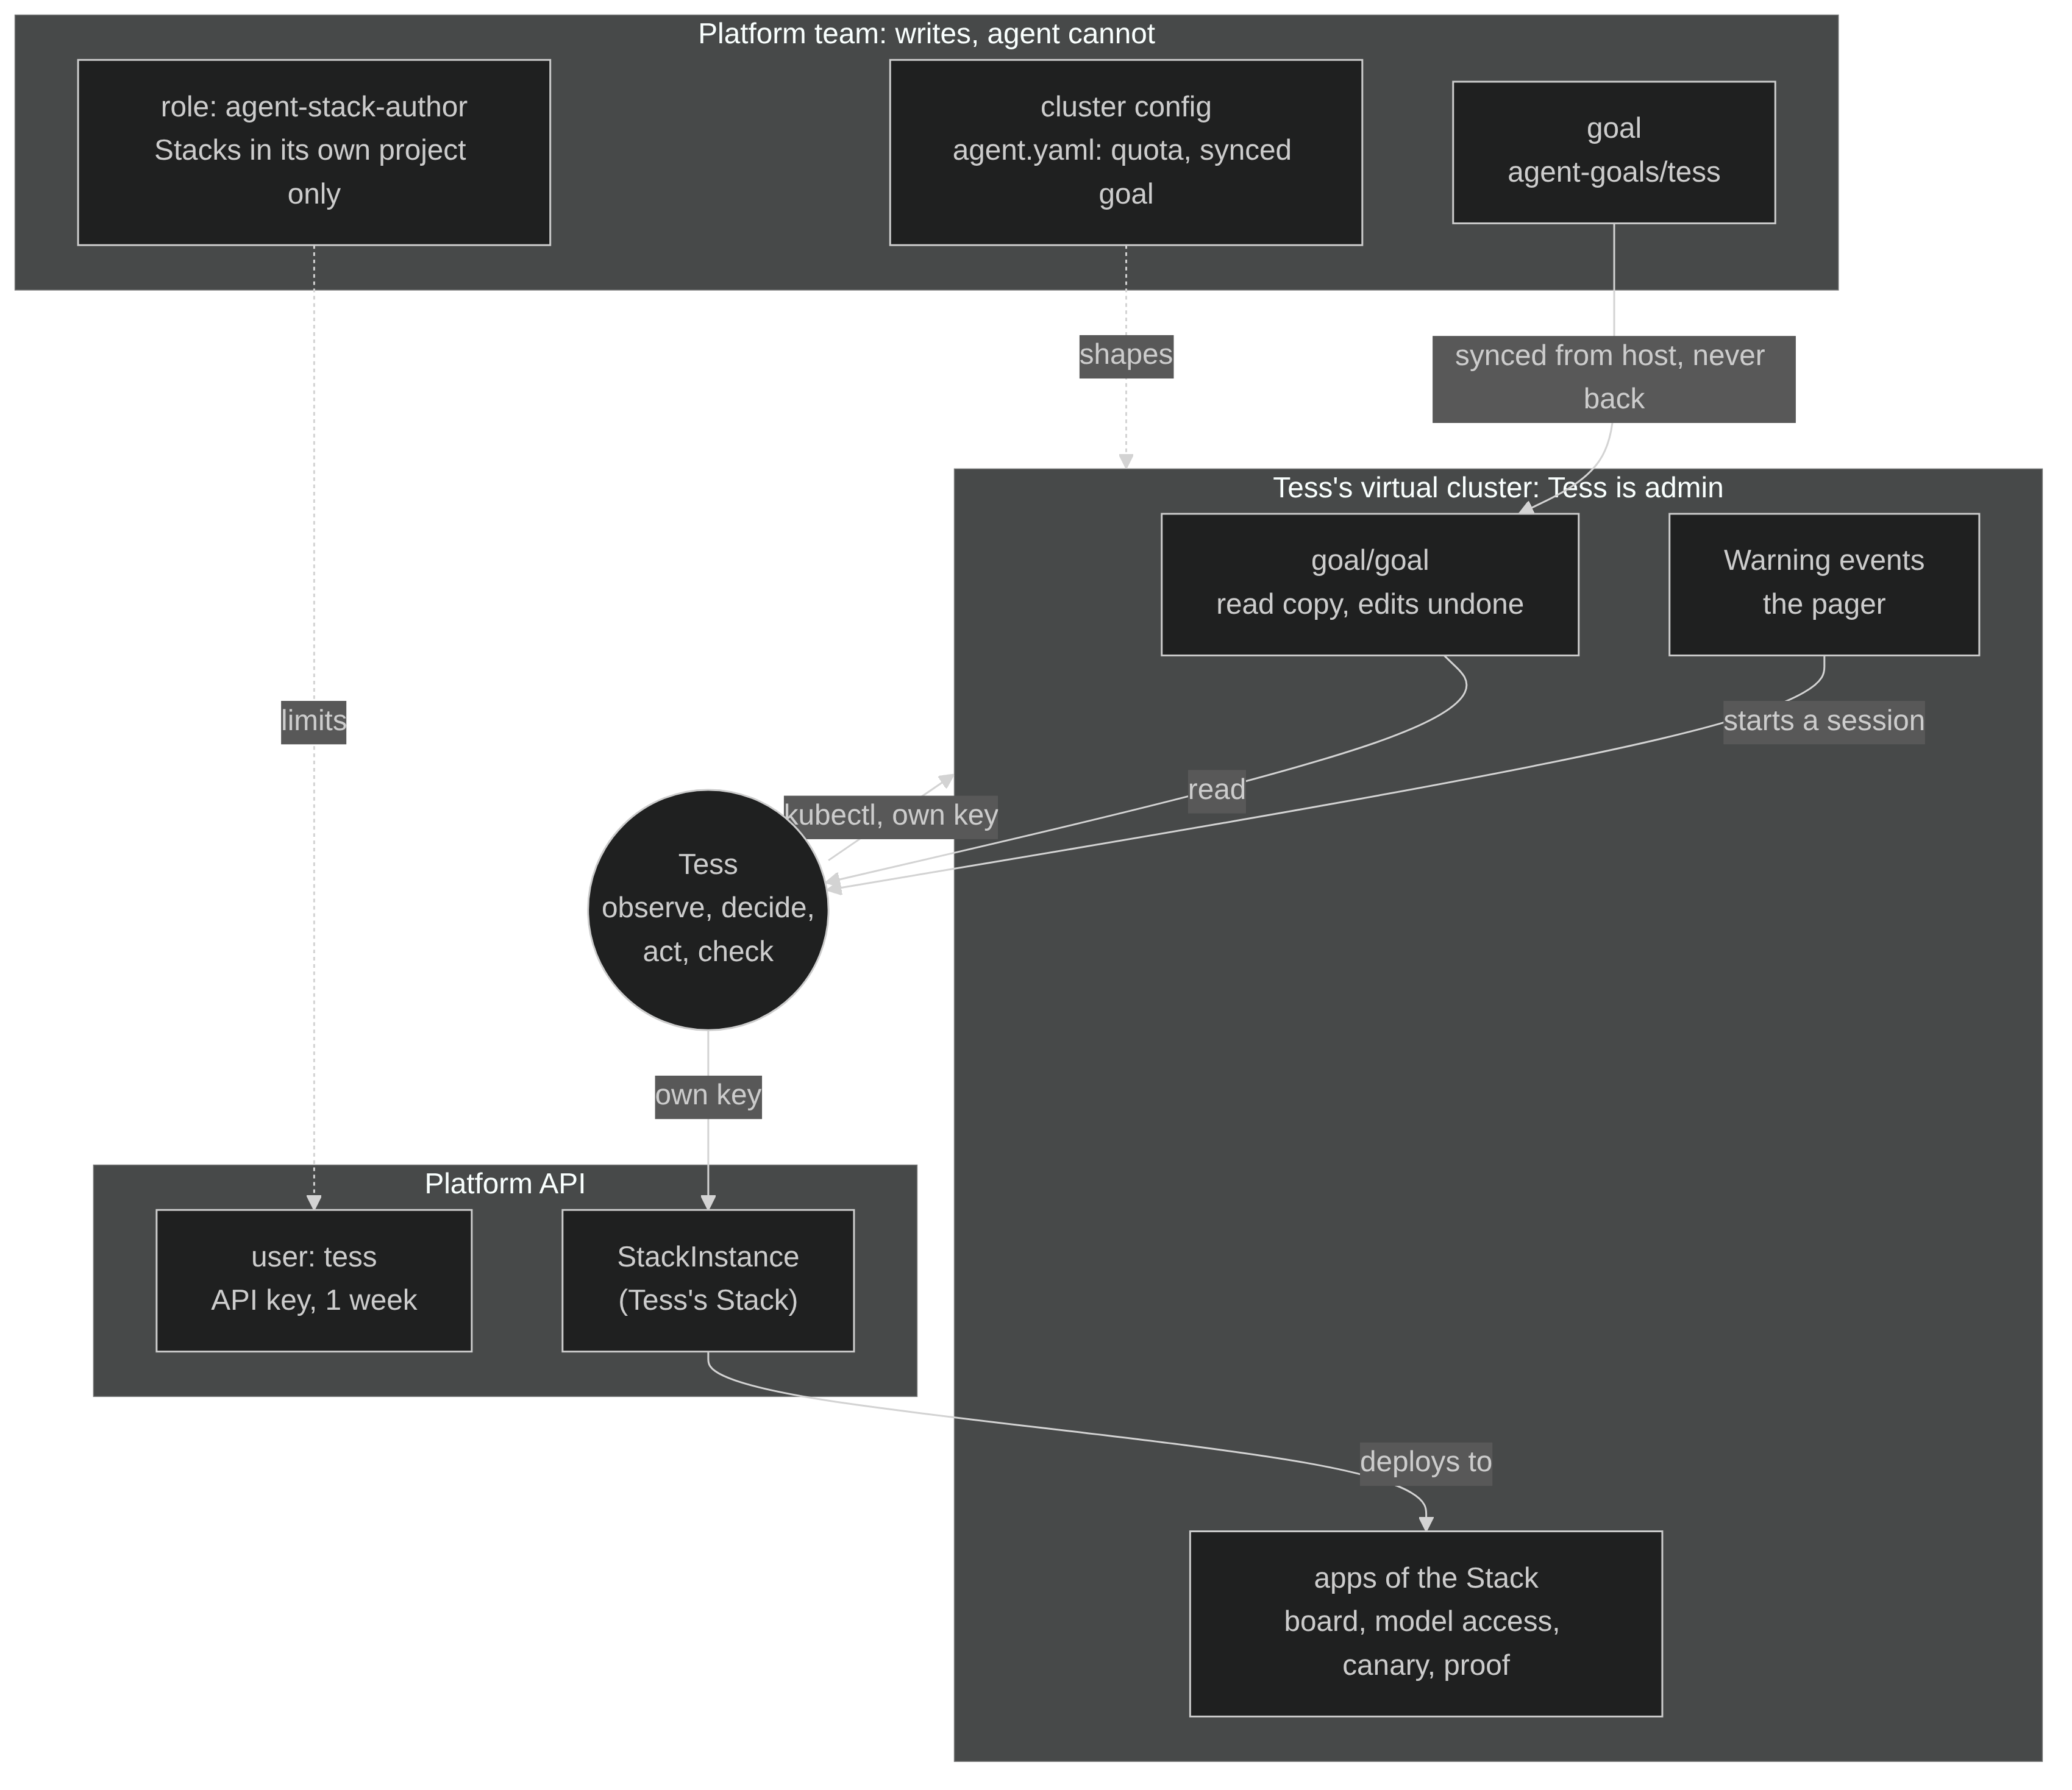 Platform team: writes, agent cannot
role: agent-stack-author
Stacks in its own project
only
cluster config
agent.yaml: quota, synced
goal
goal
agent-goals/tess
shapes
synced from host, never
back
Tess's virtual cluster: Tess is admin
goal/goal
read copy, edits undone
Warning events
the pager
limits
starts a session
read
kubectl, own key
Tess
observe, decide,
act, check
own key
Platform API
user: tess
API key, 1 week
StackInstance
(Tess's Stack)
deploys to
apps of the Stack
board, model access,
canary, proof